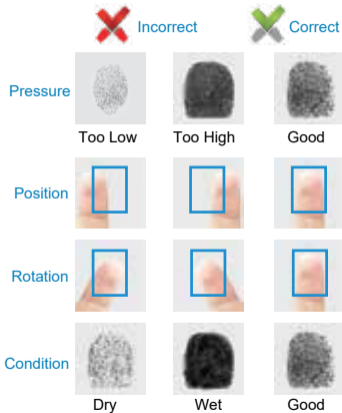 Incorrect
Correct
Pressure
Too Low
Too High
Good
Position
Rotation
Condition
Dry
Wet
Good